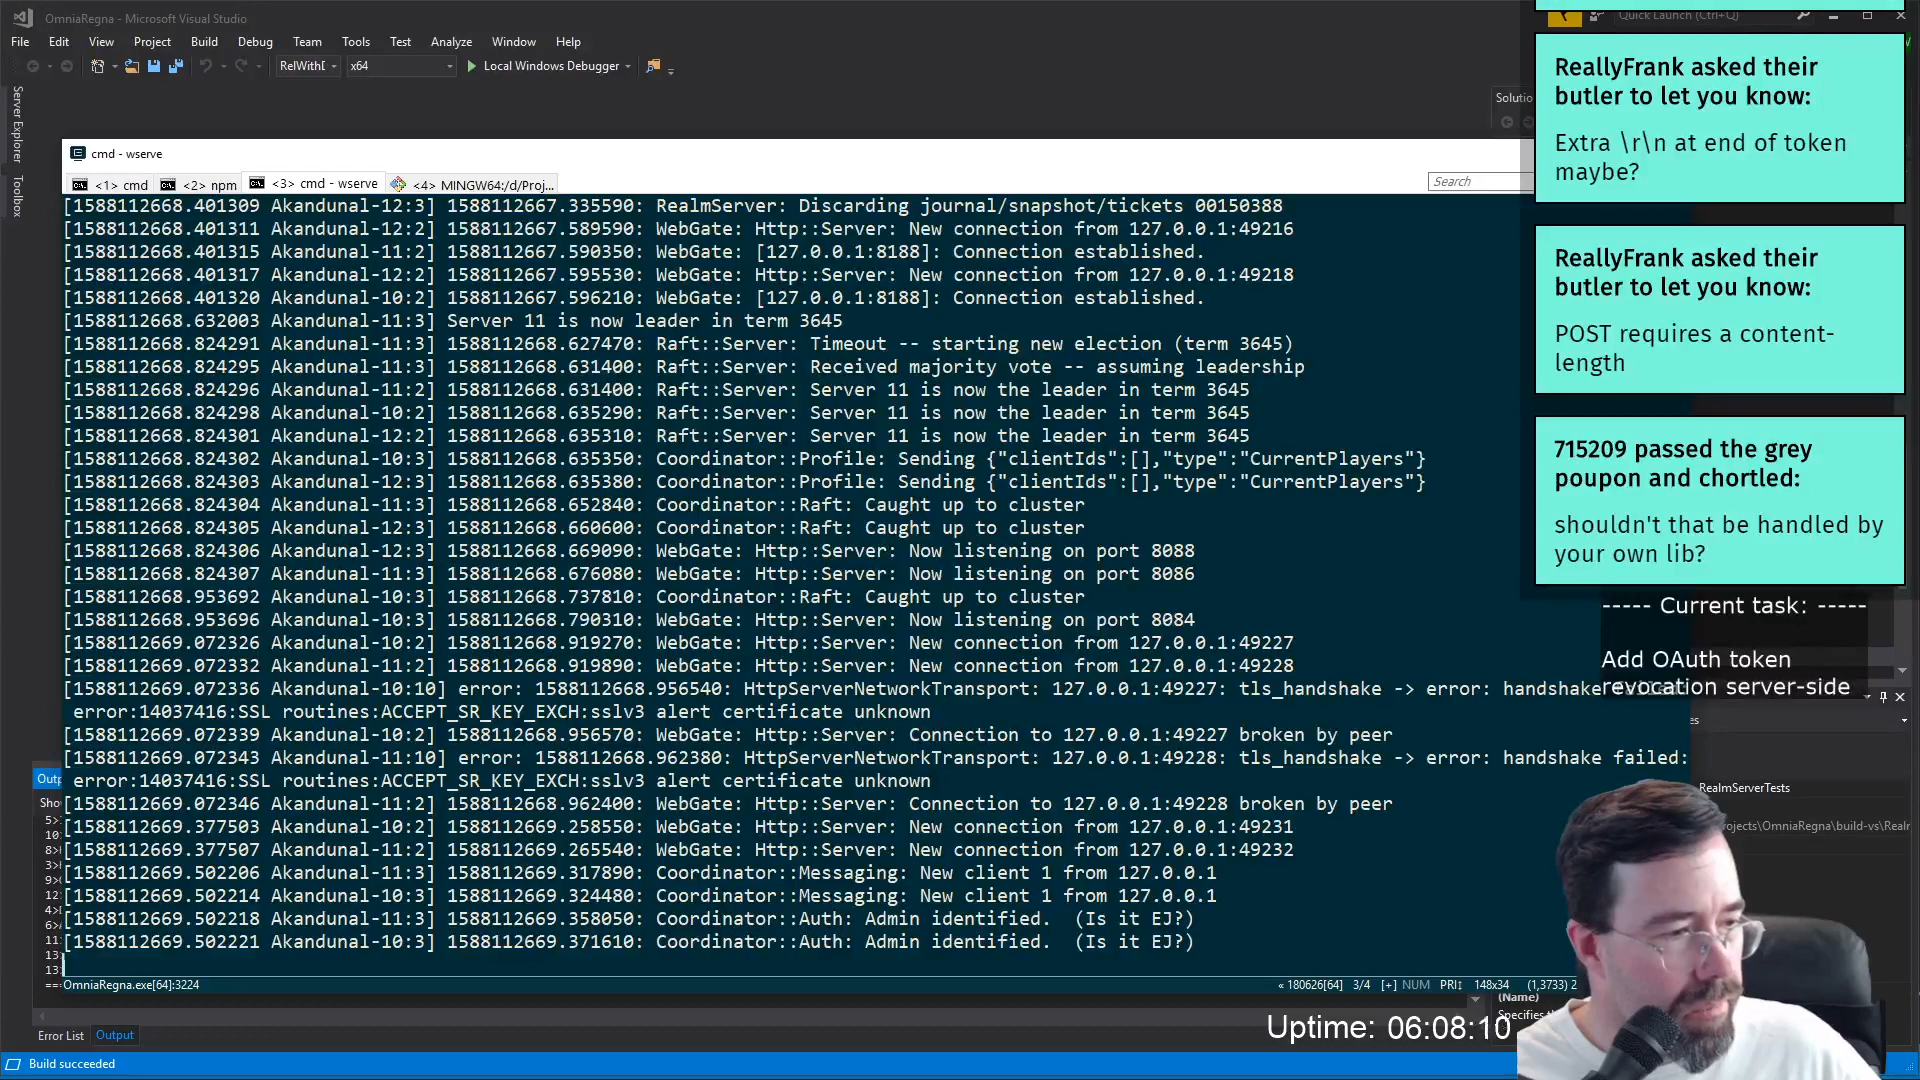 OmniaRegna - Microsoft Visual Studio
Quick Launch (Ctrl+Q)
File Edit View Project Build Debug Team Tools Test Analyze Window Help
RelWithD x64 Local Windows Debugger
Server Explorer
Toolbox
Solutio
cmd - wserve
<1> cmd <2> npm <3> cmd - wserve <4> MINGW64:/d/Proj...
Search
[1588112668.401309 Akandunal-12:3] 1588112667.335590: RealmServer: Discarding journal/snapshot/tickets 00150388
[1588112668.401311 Akandunal-12:2] 1588112667.589590: WebGate: Http::Server: New connection from 127.0.0.1:49216
[1588112668.401315 Akandunal-11:2] 1588112667.590350: WebGate: [127.0.0.1:8188]: Connection established.
[1588112668.401317 Akandunal-12:2] 1588112667.595530: WebGate: Http::Server: New connection from 127.0.0.1:49218
[1588112668.401320 Akandunal-10:2] 1588112667.596210: WebGate: [127.0.0.1:8188]: Connection established.
[1588112668.632003 Akandunal-11:3] Server 11 is now leader in term 3645
[1588112668.824291 Akandunal-11:3] 1588112668.627470: Raft::Server: Timeout -- starting new election (term 3645)
[1588112668.824295 Akandunal-11:3] 1588112668.631400: Raft::Server: Received majority vote -- assuming leadership
[1588112668.824296 Akandunal-11:2] 1588112668.631400: Raft::Server: Server 11 is now the leader in term 3645
[1588112668.824298 Akandunal-10:2] 1588112668.635290: Raft::Server: Server 11 is now the leader in term 3645
[1588112668.824301 Akandunal-12:2] 1588112668.635310: Raft::Server: Server 11 is now the leader in term 3645
[1588112668.824302 Akandunal-10:3] 1588112668.635350: Coordinator::Profile: Sending {"clientIds":[],"type":"CurrentPlayers"}
[1588112668.824303 Akandunal-12:3] 1588112668.635380: Coordinator::Profile: Sending {"clientIds":[],"type":"CurrentPlayers"}
[1588112668.824304 Akandunal-11:3] 1588112668.652840: Coordinator::Raft: Caught up to cluster
[1588112668.824305 Akandunal-12:3] 1588112668.660600: Coordinator::Raft: Caught up to cluster
[1588112668.824306 Akandunal-12:3] 1588112668.669090: WebGate: Http::Server: Now listening on port 8088
[1588112668.824307 Akandunal-11:3] 1588112668.676080: WebGate: Http::Server: Now listening on port 8086
[1588112668.953692 Akandunal-10:3] 1588112668.737810: Coordinator::Raft: Caught up to cluster
[1588112668.953696 Akandunal-10:3] 1588112668.790310: WebGate: Http::Server: Now listening on port 8084
[1588112669.072326 Akandunal-10:2] 1588112668.919270: WebGate: Http::Server: New connection from 127.0.0.1:49227
[1588112669.072332 Akandunal-11:2] 1588112668.919890: WebGate: Http::Server: New connection from 127.0.0.1:49228
[1588112669.072336 Akandunal-10:10] error: 1588112668.956540: HttpServerNetworkTransport: 127.0.0.1:49227: tls_handshake -> error: handshake
error:14037416:SSL routines:ACCEPT_SR_KEY_EXCH:sslv3 alert certificate unknown
[1588112669.072339 Akandunal-10:2] 1588112668.956570: WebGate: Http::Server: Connection to 127.0.0.1:49227 broken by peer
[1588112669.072343 Akandunal-11:10] error: 1588112668.962380: HttpServerNetworkTransport: 127.0.0.1:49228: tls_handshake -> error: handshake failed:
error:14037416:SSL routines:ACCEPT_SR_KEY_EXCH:sslv3 alert certificate unknown
[1588112669.072346 Akandunal-11:2] 1588112668.962400: WebGate: Http::Server: Connection to 127.0.0.1:49228 broken by peer
[1588112669.377503 Akandunal-10:2] 1588112669.258550: WebGate: Http::Server: New connection from 127.0.0.1:49231
[1588112669.377507 Akandunal-11:2] 1588112669.265540: WebGate: Http::Server: New connection from 127.0.0.1:49232
[1588112669.502206 Akandunal-11:3] 1588112669.317890: Coordinator::Messaging: New client 1 from 127.0.0.1
[1588112669.502214 Akandunal-10:3] 1588112669.324480: Coordinator::Messaging: New client 1 from 127.0.0.1
[1588112669.502218 Akandunal-11:3] 1588112669.358050: Coordinator::Auth: Admin identified. (Is it EJ?)
[1588112669.502221 Akandunal-10:3] 1588112669.371610: Coordinator::Auth: Admin identified. (Is it EJ?)
OmniaRegna.exe[64]:3224
« 180626[64] 3/4 [+] NUM PRI↕ 148x34 (1,3733) 2
ReallyFrank asked their
butler to let you know:
Extra \r\n at end of token
maybe?
ReallyFrank asked their
butler to let you know:
POST requires a content-
length
715209 passed the grey
poupon and chortled:
shouldn't that be handled by
your own lib?
----- Current task: -----
Add OAuth token
revocation server-side
RealmServerTests
rojects\OmniaRegna\build-vs\Real
(Name)
Uptime: 06:08:10
Error List Output
Build succeeded